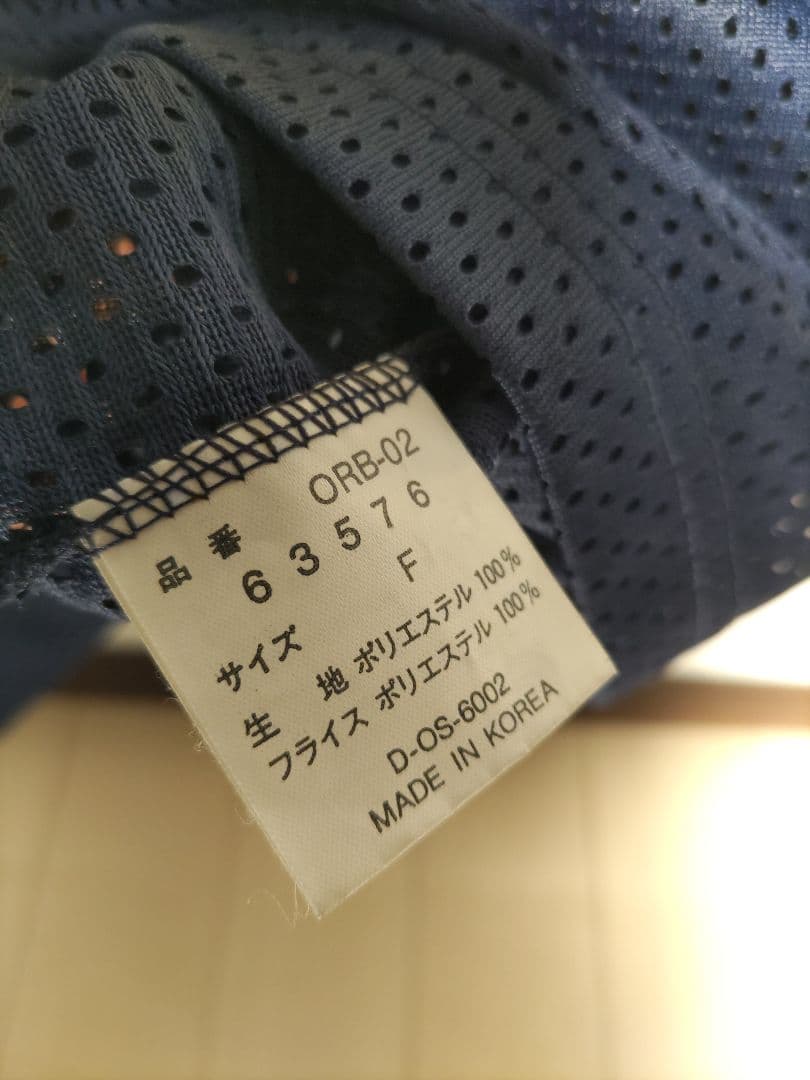 ORB-02
品番 63576
サイズ F
生地 ポリエステル 100%
フライス ポリエステル 100%
D-OS-6002
MADE IN KOREA